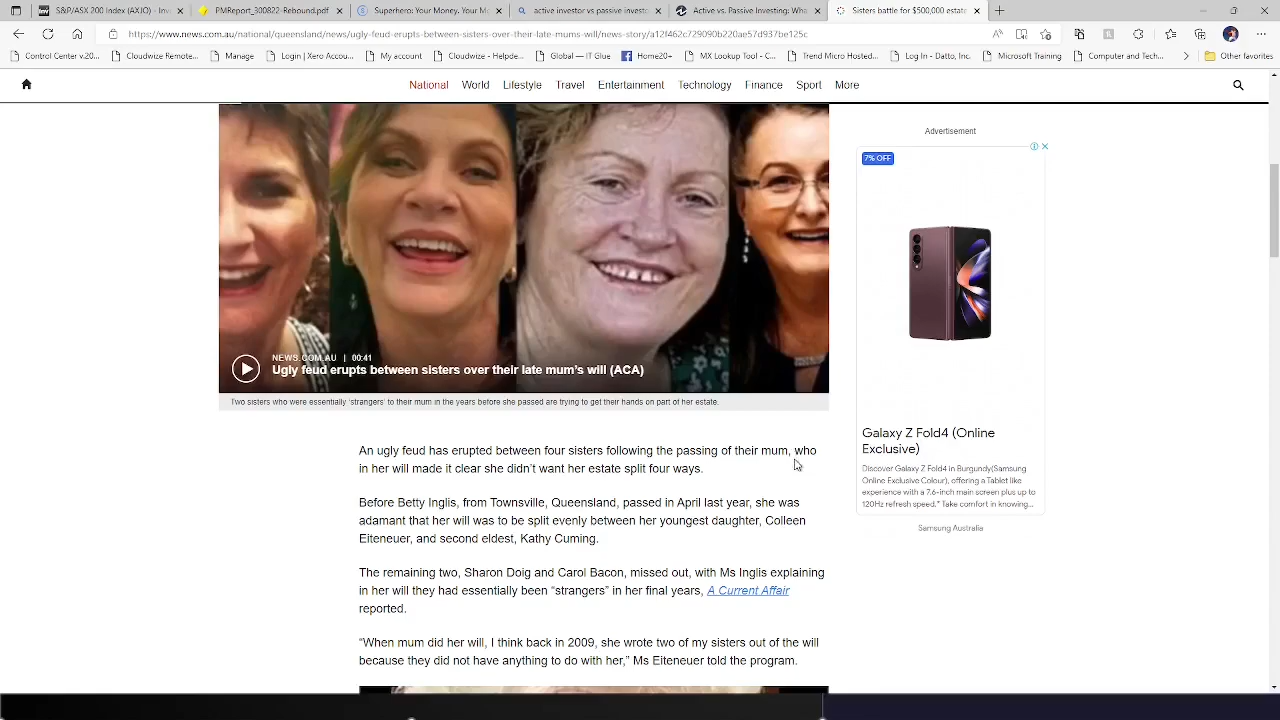 S&P/ASX 200 Index (AXJO) - Inv
PMReport_300822-Rebound.pdf
Superhero: Your Money. Your M
active investor vs passive investo
Active vs. Passive Investing: Wha
Sisters battle for $500,000 estate
https://www.news.com.au/national/queensland/news/ugly-feud-erupts-between-sisters-over-their-late-mums-will/news-story/a12f462c729090b220ae57d937be125c
Control Center v.20...
Cloudwize Remote...
Manage
Login | Xero Accou...
My account
Cloudwize - Helpde...
Global — IT Glue
Home20+
MX Lookup Tool - C...
Trend Micro Hosted...
Log In - Datto, Inc.
Microsoft Training
Computer and Tech...
Other favorites
National World Lifestyle Travel Entertainment Technology Finance Sport More
NEWS.COM.AU | 00:41
Ugly feud erupts between sisters over their late mum's will (ACA)
Two sisters who were essentially 'strangers' to their mum in the years before she passed are trying to get their hands on part of her estate.
An ugly feud has erupted between four sisters following the passing of their mum, who
in her will made it clear she didn't want her estate split four ways.
Before Betty Inglis, from Townsville, Queensland, passed in April last year, she was
adamant that her will was to be split evenly between her youngest daughter, Colleen
Eiteneuer, and second eldest, Kathy Cuming.
The remaining two, Sharon Doig and Carol Bacon, missed out, with Ms Inglis explaining
in her will they had essentially been “strangers” in her final years, A Current Affair
reported.
“When mum did her will, I think back in 2009, she wrote two of my sisters out of the will
because they did not have anything to do with her,” Ms Eiteneuer told the program.
Advertisement
7% OFF
Galaxy Z Fold4 (Online
Exclusive)
Discover Galaxy Z Fold4 in Burgundy(Samsung
Online Exclusive Colour), offering a Tablet like
experience with a 7.6-inch main screen plus up to
120Hz refresh speed.* Take comfort in knowing...
Samsung Australia